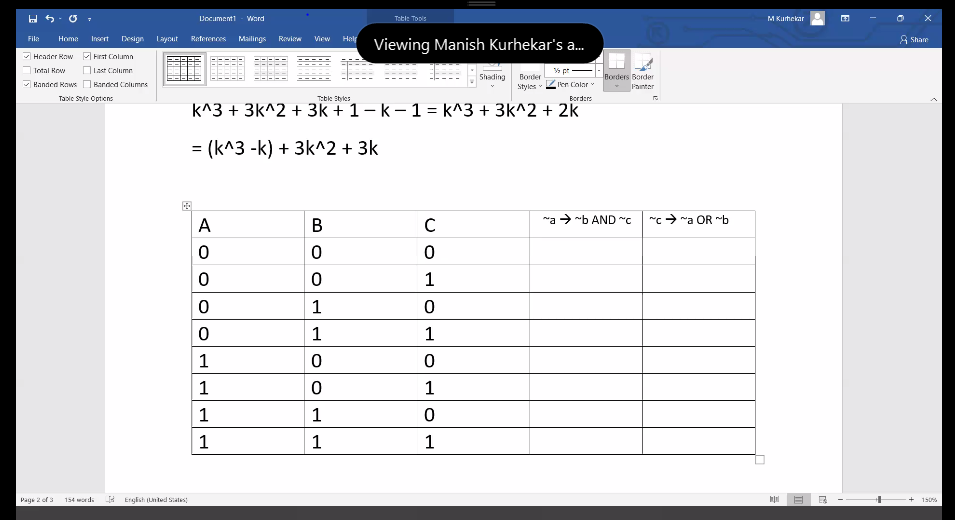 Document1 - Word
Table Tools
M Kurhekar
File Home Insert Design Layout References Mailings Review View
Share
Viewing Manish Kurhekar's a...
Header Row First Column
Total Row Last Column
Banded Rows Banded Columns
Table Style Options
Table Styles
Shading
Border Styles
½ pt
Pen Color
Borders
Border Painter
Borders
k^3 + 3k^2 + 3k + 1 – k – 1 = k^3 + 3k^2 + 2k
= (k^3 -k) + 3k^2 + 3k
A B C ~a → ~b AND ~c ~c → ~a OR ~b
0 0 0
0 0 1
0 1 0
0 1 1
1 0 0
1 0 1
1 1 0
1 1 1
Page 2 of 3 154 words English (United States) 150%